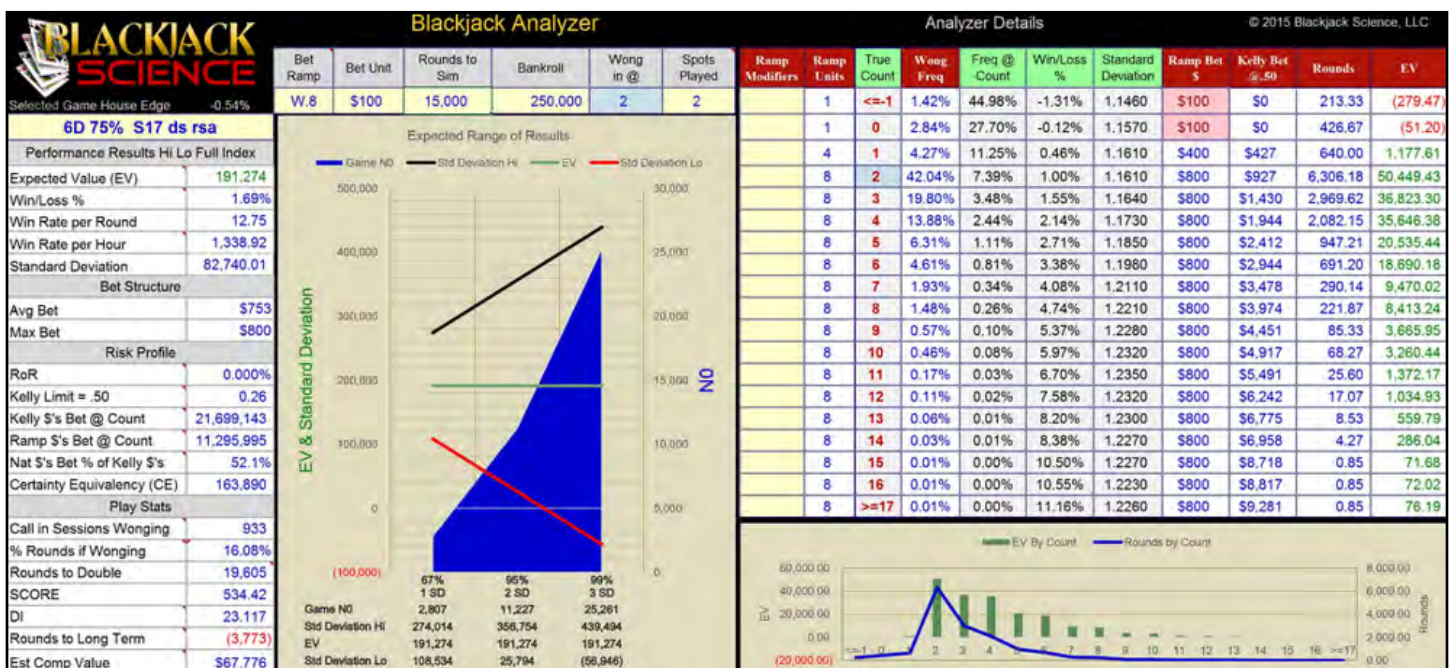 BLACKJACK
SCIENCE
Blackjack Analyzer
Analyzer Details
© 2015 Blackjack Science, LLC
Selected Game House Edge -0.54%
6D 75% S17 ds rsa
Performance Results Hi Lo Full Index
Expected Value (EV) 191,274
Win/Loss % 1.69%
Win Rate per Round 12.75
Win Rate per Hour 1,338.92
Standard Deviation 82,740.01
Bet Structure
Avg Bet $753
Max Bet $800
Risk Profile
RoR 0.000%
Kelly Limit = .50 0.26
Kelly $'s Bet @ Count 21,699,143
Ramp $'s Bet @ Count 11,295,995
Nat $'s Bet % of Kelly $'s 52.1%
Certainty Equivalency (CE) 163,890
Play Stats
Call in Sessions Wonging 933
% Rounds if Wonging 16.08%
Rounds to Double 19,605
SCORE 534.42
DI 23.117
Rounds to Long Term (3,773)
Est Comp Value $67,776
Bet Ramp Bet Unit Rounds to Sim Bankroll Wong in @ Spots Played
W.8 $100 15,000 250,000 2 2
Expected Range of Results
Game N0 Std Deviation Hi EV Std Deviation Lo
500,000 30,000
400,000 25,000
300,000 20,000
200,000 15,000
100,000 10,000
0 5,000
(100,000) 0
EV & Standard Deviation
N0
67% 95% 99%
1 SD 2 SD 3 SD
Game N0 2,807 11,227 25,261
Std Deviation Hi 274,014 356,754 439,494
EV 191,274 191,274 191,274
Std Deviation Lo 108,534 25,794 (56,946)
Ramp Modifiers Ramp Units True Count Wong Freq Freq @ Count Win/Loss % Standard Deviation Ramp Bet $ Kelly Bet @.50 Rounds EV
1 <=-1 1.42% 44.98% -1.31% 1.1460 $100 $0 213.33 (279.47)
1 0 2.84% 27.70% -0.12% 1.1570 $100 $0 426.67 (51.20)
4 1 4.27% 11.25% 0.46% 1.1610 $400 $427 640.00 1,177.61
8 2 42.04% 7.39% 1.00% 1.1610 $800 $927 6,306.18 50,449.43
8 3 19.80% 3.48% 1.55% 1.1640 $800 $1,430 2,969.62 36,823.30
8 4 13.88% 2.44% 2.14% 1.1730 $800 $1,944 2,082.15 35,646.38
8 5 6.31% 1.11% 2.71% 1.1850 $800 $2,412 947.21 20,535.44
8 6 4.61% 0.81% 3.38% 1.1980 $800 $2,944 691.20 18,690.18
8 7 1.93% 0.34% 4.08% 1.2110 $800 $3,478 290.14 9,470.02
8 8 1.48% 0.26% 4.74% 1.2210 $800 $3,974 221.87 8,413.24
8 9 0.57% 0.10% 5.37% 1.2280 $800 $4,451 85.33 3,665.95
8 10 0.46% 0.08% 5.97% 1.2320 $800 $4,917 68.27 3,260.44
8 11 0.17% 0.03% 6.70% 1.2350 $800 $5,491 25.60 1,372.17
8 12 0.11% 0.02% 7.58% 1.2320 $800 $6,242 17.07 1,034.93
8 13 0.06% 0.01% 8.20% 1.2300 $800 $6,775 8.53 559.79
8 14 0.03% 0.01% 8.38% 1.2270 $800 $6,958 4.27 286.04
8 15 0.01% 0.00% 10.50% 1.2270 $800 $8,718 0.85 71.68
8 16 0.01% 0.00% 10.55% 1.2230 $800 $8,817 0.85 72.02
8 >=17 0.01% 0.00% 11.16% 1.2260 $800 $9,281 0.85 76.19
EV By Count Rounds by Count
60,000.00 8,000.00
40,000.00 6,000.00
20,000.00 4,000.00
0.00 2,000.00
(20,000.00) 0.00
EV
Rounds
<=-1 0 1 2 3 4 5 6 7 8 9 10 11 12 13 14 15 16 >=17